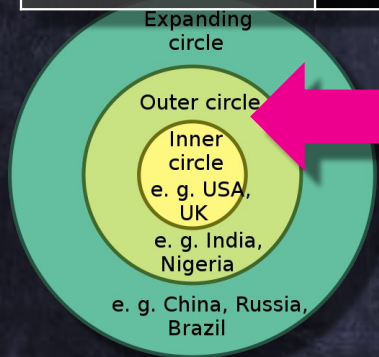 Expanding
circle
Outer circle
Inner
circle
e. g. USA,
UK
e. g. India,
Nigeria
e. g. China, Russia,
Brazil